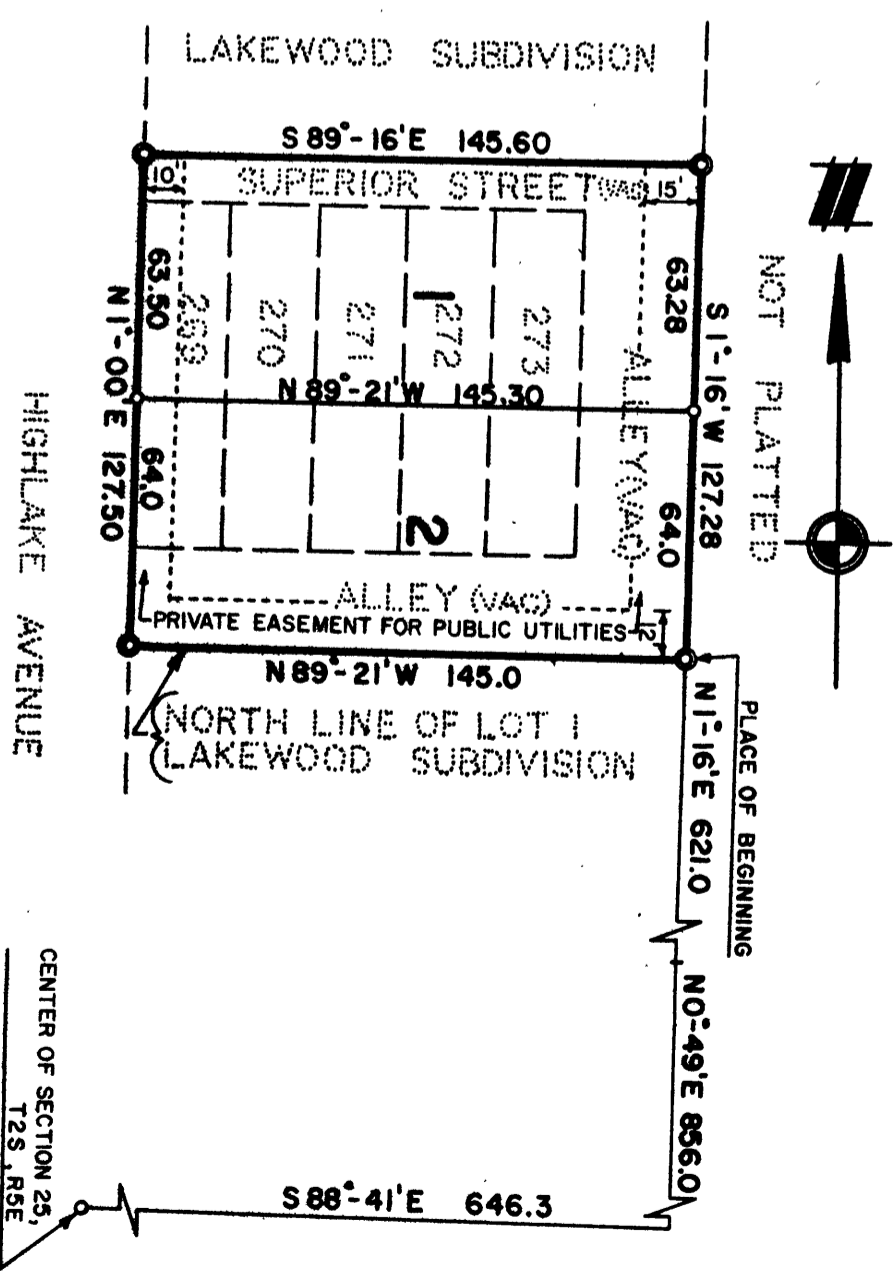 LAKEWOOD SUBDIVISION
S 89°-16'E 145.60
10'
SUPERIOR STREET (VAC)
15'
63.50
63.28
N 1°-00'E 127.50
S 1°-16'W 127.28
NOT PLATTED
269
270
271
272
273
1
ALLEY (VAC)
N 89°-21'W 145.30
64.0
64.0
2
HIGHLAKE AVENUE
ALLEY (VAC)
PRIVATE EASEMENT FOR PUBLIC UTILITIES
12'
N 89°-21'W 145.0
NORTH LINE OF LOT 1
LAKEWOOD SUBDIVISION
PLACE OF BEGINNING
N 1°-16'E 621.0
N 0°-49'E 856.0
S 88°-41'E 646.3
CENTER OF SECTION 25,
T2S, R5E